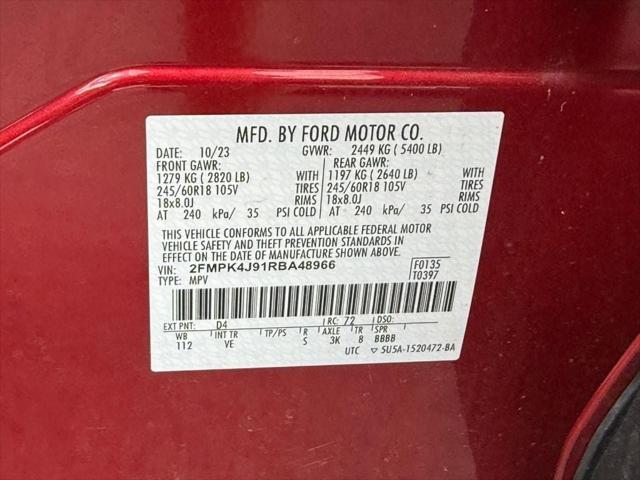 MFD. BY FORD MOTOR CO.
DATE: 10/23 GVWR: 2449 KG ( 5400 LB)
FRONT GAWR: REAR GAWR:
1279 KG ( 2820 LB) WITH 1197 KG ( 2640 LB) WITH
245/60R18 105V TIRES 245/60R18 105V TIRES
18x8.0J RIMS 18x8.0J RIMS
AT 240 kPa/ 35 PSI COLD AT 240 kPa/ 35 PSI COLD
THIS VEHICLE CONFORMS TO ALL APPLICABLE FEDERAL MOTOR
VEHICLE SAFETY AND THEFT PREVENTION STANDARDS IN
EFFECT ON THE DATE OF MANUFACTURE SHOWN ABOVE.
VIN: 2FMPK4J91RBA48966 F0135
TYPE: MPV T0397
EXT PNT: D4 RC: 72 DSO:
WB INT TR TP/PS R AXLE TR SPR
112 VE S 3K 8 BBBB
UTC ▽ 5U5A-1520472-BA